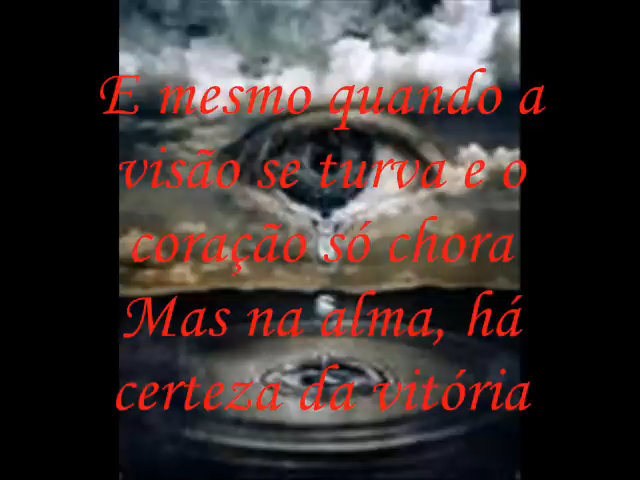 E mesmo quando a
visão se turva e o
coração só chora
Mas na alma, há
certeza da vitória